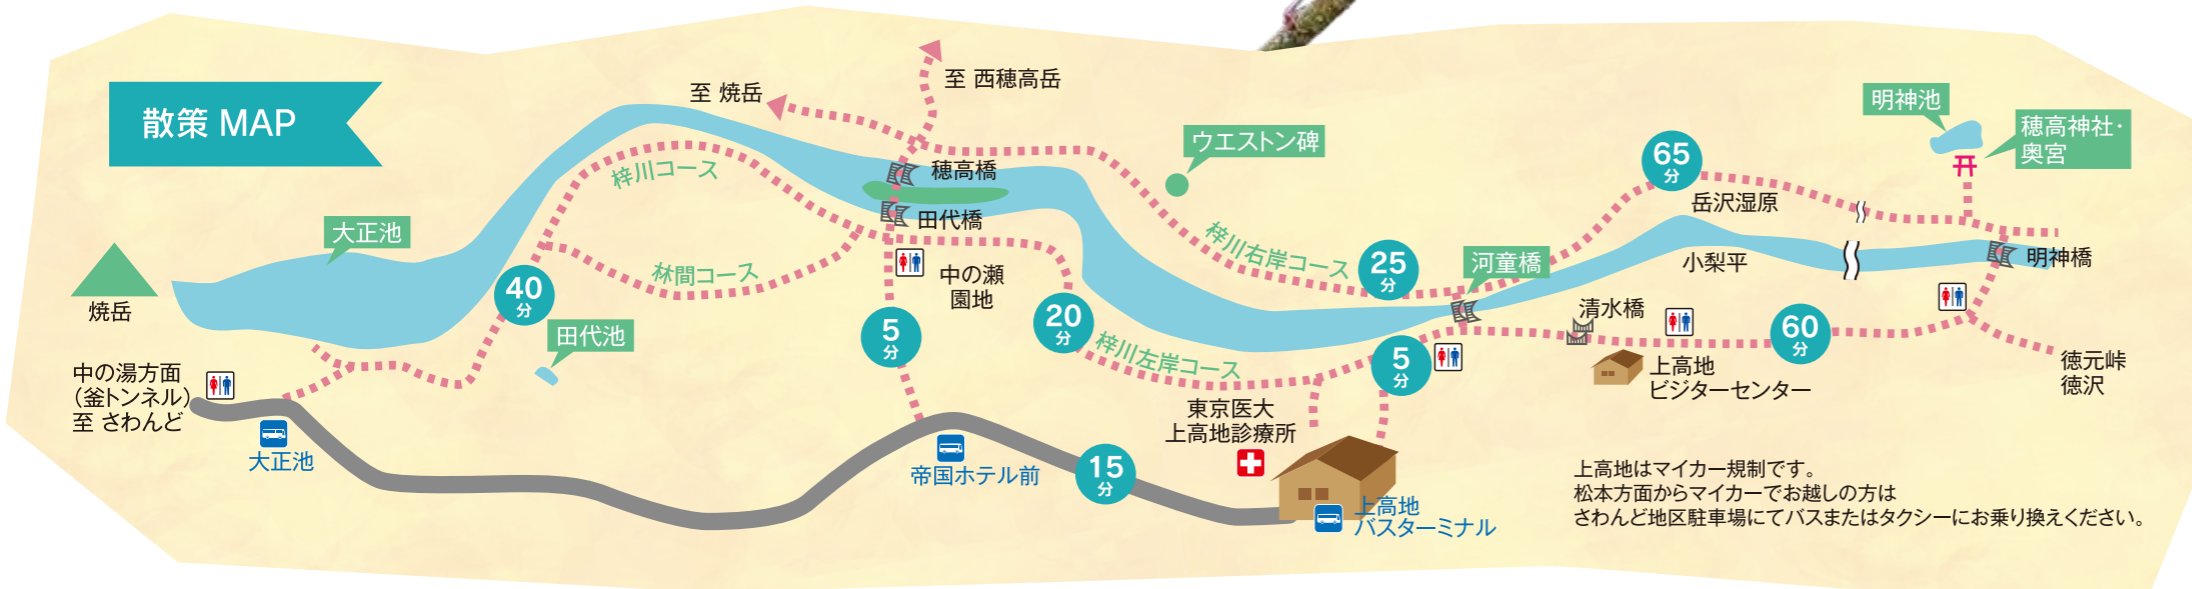 散策 MAP
至 焼岳
至 西穂高岳
梓川コース
穂高橋
田代橋
ウエストン碑
65
分
明神池
穂高神社・
奥宮
岳沢湿原
大正池
林間コース
梓川右岸コース
25
分
河童橋
小梨平
明神橋
焼岳
40
分
田代池
中の瀬
園地
5
分
20
分
梓川左岸コース
5
分
清水橋
60
分
上高地
ビジターセンター
徳元峠
徳沢
中の湯方面
（釜トンネル）
至 さわんど
大正池
帝国ホテル前
15
分
東京医大
上高地診療所
上高地
バスターミナル
上高地はマイカー規制です。
松本方面からマイカーでお越しの方は
さわんど地区駐車場にてバスまたはタクシーにお乗り換えください。